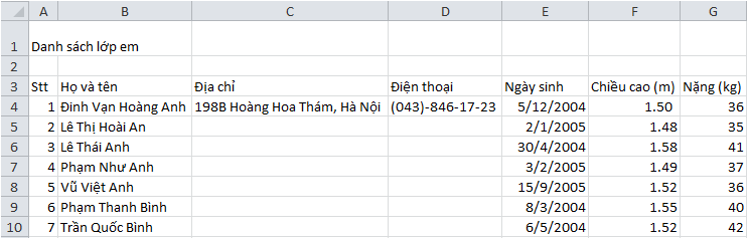 A B C D E F G
1 Danh sách lớp em
2
3 Stt Họ và tên Địa chỉ Điện thoại Ngày sinh Chiều cao (m) Nặng (kg)
4 1 Đinh Vạn Hoàng Anh 198B Hoàng Hoa Thám, Hà Nội (043)-846-17-23 5/12/2004 1.50 36
5 2 Lê Thị Hoài An 2/1/2005 1.48 35
6 3 Lê Thái Anh 30/4/2004 1.58 41
7 4 Phạm Như Anh 3/2/2005 1.49 37
8 5 Vũ Việt Anh 15/9/2005 1.52 36
9 6 Phạm Thanh Bình 8/3/2004 1.55 40
10 7 Trần Quốc Bình 6/5/2004 1.52 42